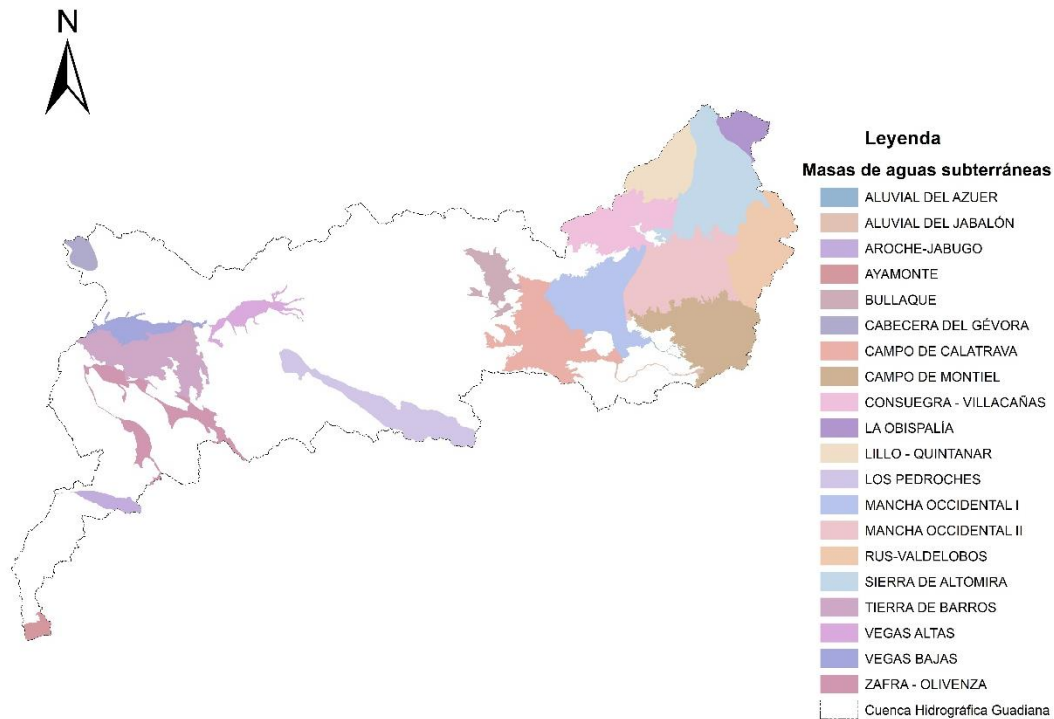 N
Leyenda
Masas de aguas subterráneas
ALUVIAL DEL AZUER
ALUVIAL DEL JABALÓN
AROCHE-JABUGO
AYAMONTE
BULLAQUE
CABECERA DEL GÉVORA
CAMPO DE CALATRAVA
CAMPO DE MONTIEL
CONSUEGRA - VILLACAÑAS
LA OBISPALÍA
LILLO - QUINTANAR
LOS PEDROCHES
MANCHA OCCIDENTAL I
MANCHA OCCIDENTAL II
RUS-VALDELOBOS
SIERRA DE ALTOMIRA
TIERRA DE BARROS
VEGAS ALTAS
VEGAS BAJAS
ZAFRA - OLIVENZA
Cuenca Hidrográfica Guadiana